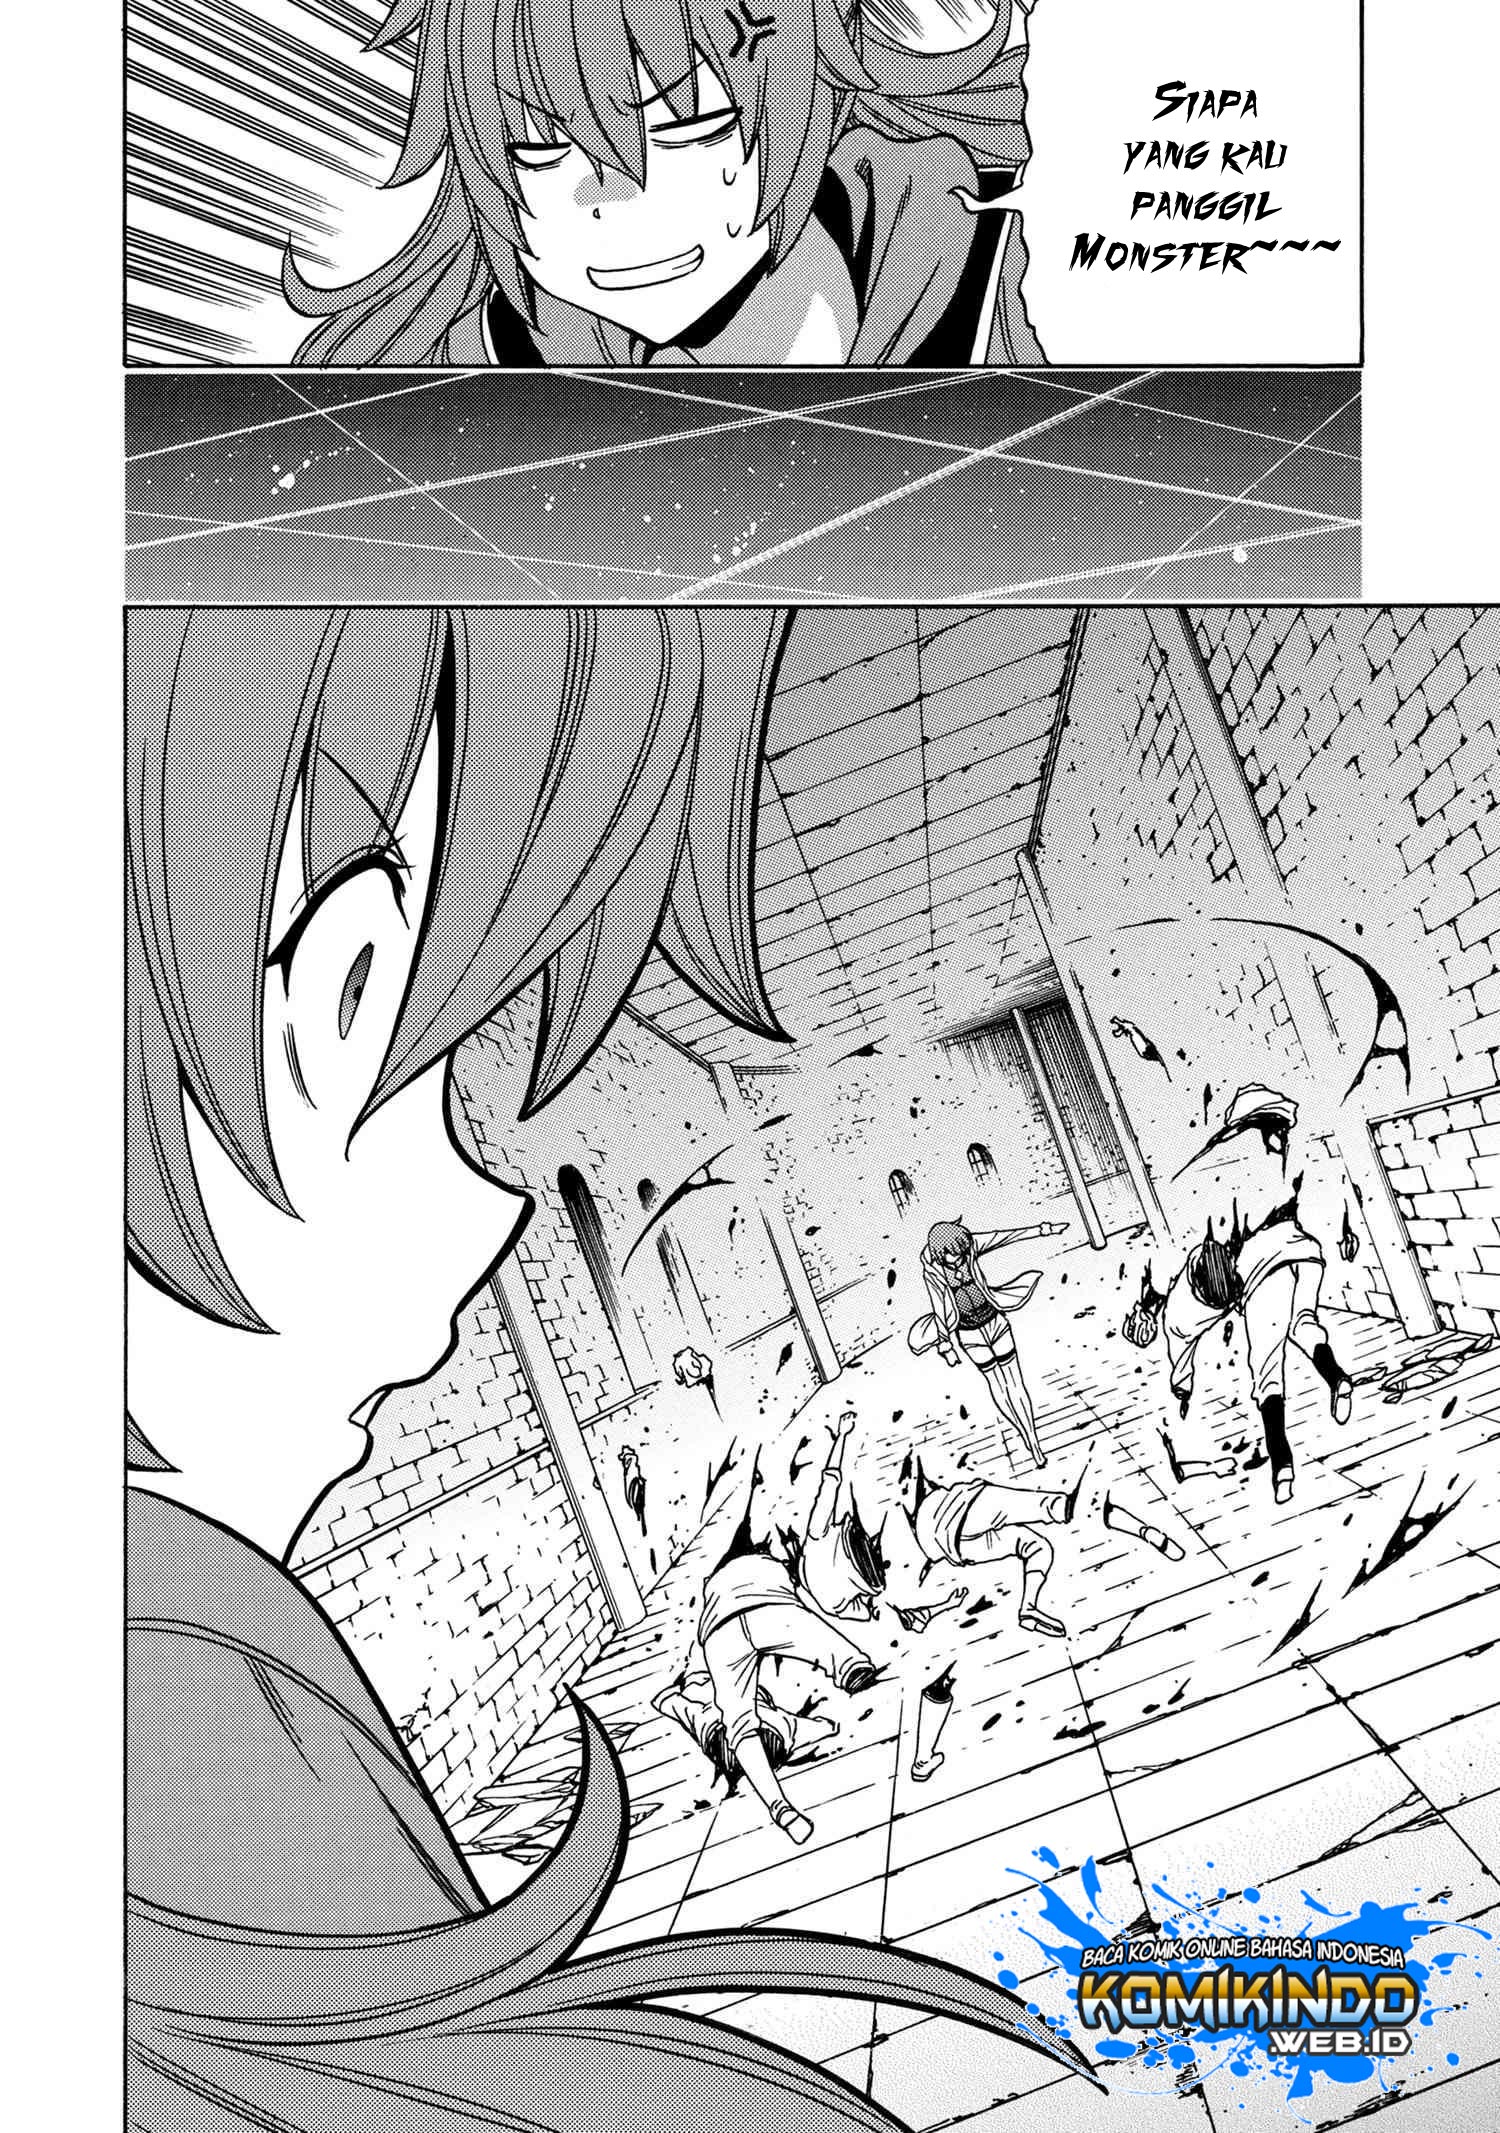 Siapa
yang kau
panggil
Monster~~~
BACA KOMIK ONLINE BAHASA INDONESIA
KOMIKINDO
.WEB.ID